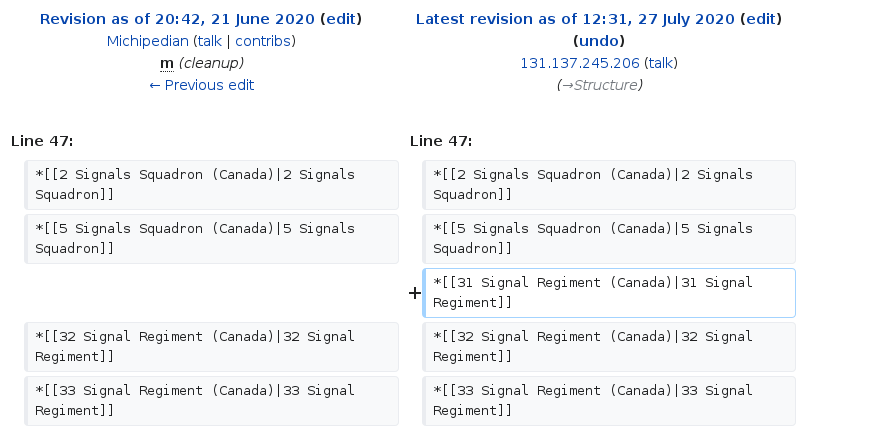 Revision as of 20:42, 21 June 2020 (edit)
Michipedian (talk | contribs)
m (cleanup)
← Previous edit
Latest revision as of 12:31, 27 July 2020 (edit)
(undo)
131.137.245.206 (talk)
(→Structure)
Line 47:
Line 47:
*[[2 Signals Squadron (Canada)|2 Signals
Squadron]]
*[[2 Signals Squadron (Canada)|2 Signals
Squadron]]
*[[5 Signals Squadron (Canada)|5 Signals
Squadron]]
*[[5 Signals Squadron (Canada)|5 Signals
Squadron]]
+
*[[31 Signal Regiment (Canada)|31 Signal
Regiment]]
*[[32 Signal Regiment (Canada)|32 Signal
Regiment]]
*[[32 Signal Regiment (Canada)|32 Signal
Regiment]]
*[[33 Signal Regiment (Canada)|33 Signal
Regiment]]
*[[33 Signal Regiment (Canada)|33 Signal
Regiment]]